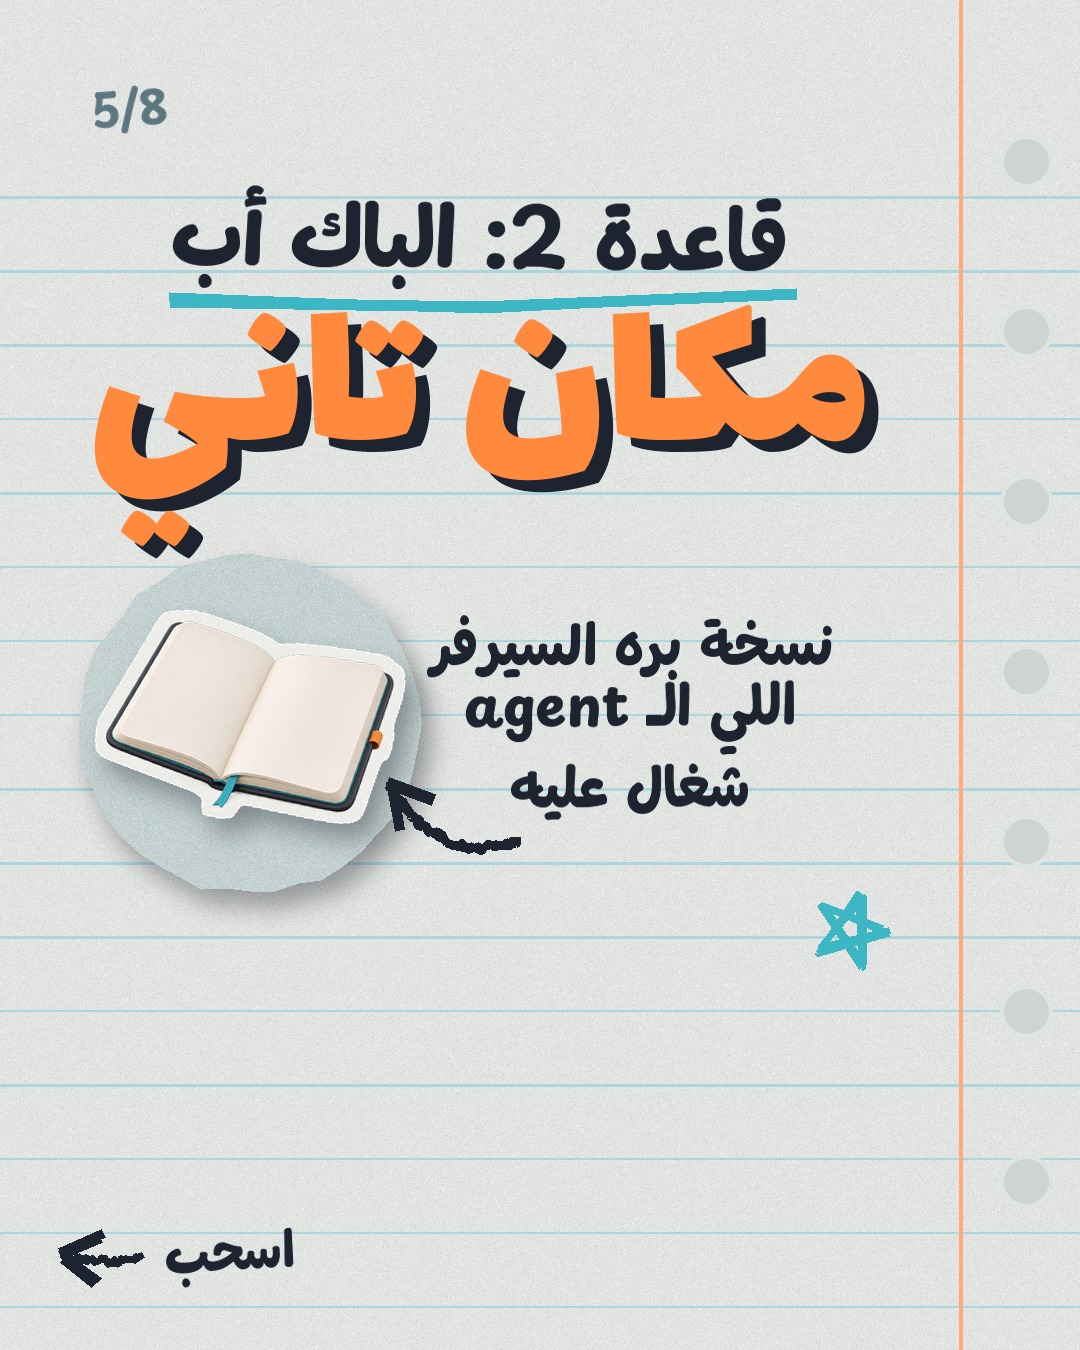 5/8
قاعدة 2: الباك أب
مكان تاني
نسخة بره السيرفر
اللي الـ agent
شغال عليه
اسحب